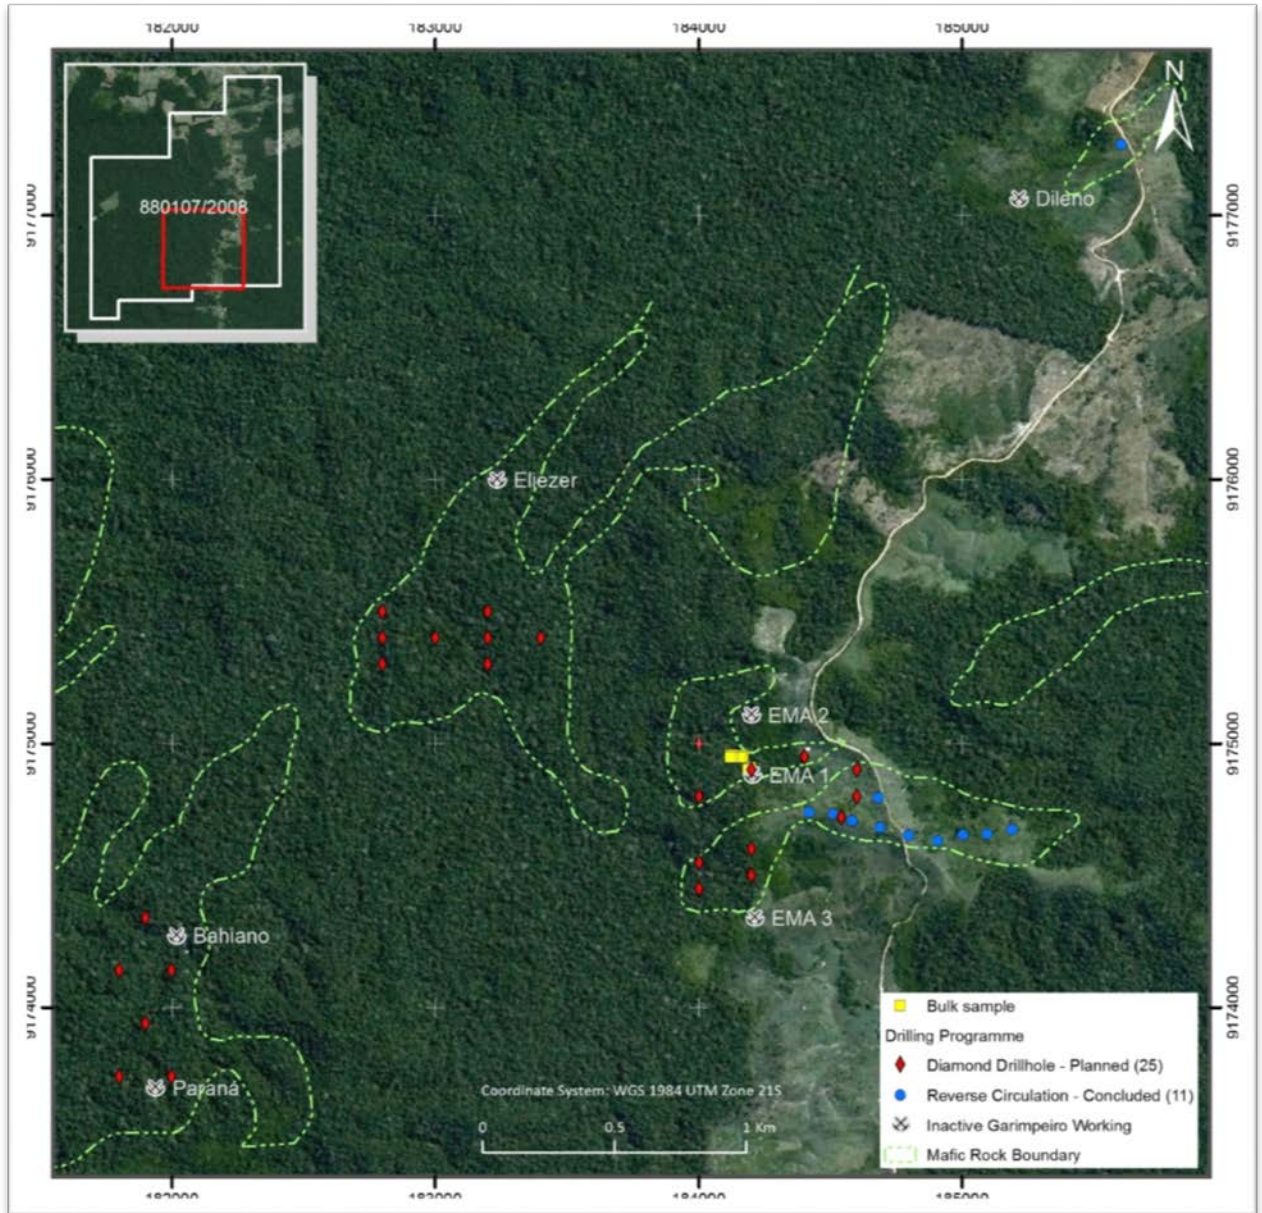 182000 183000 184000 185000
N
880107/2008
Dileno
9177000 9177000
9176000 9176000
Eliezer
EMA 2
9175000 9175000
EMA 1
EMA 3
Bahiano
9174000 9174000
Bulk sample
Drilling Programme
Diamond Drillhole - Planned (25)
Reverse Circulation - Concluded (11)
Inactive Garimpeiro Working
Mafic Rock Boundary
Paraná
Coordinate System: WGS 1984 UTM Zone 21S
0 0.5 1 Km
182000 183000 184000 185000